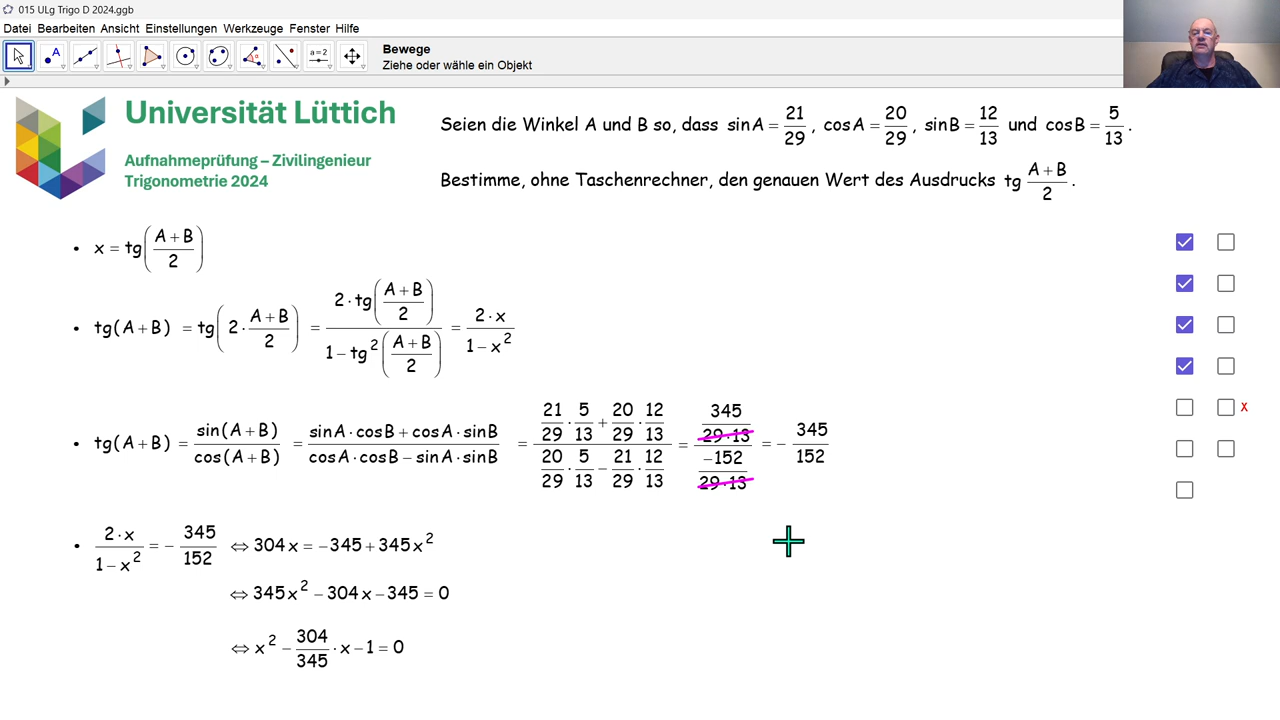 015 ULg Trigo D 2024.ggb
Datei Bearbeiten Ansicht Einstellungen Werkzeuge Fenster Hilfe
A a=2
Bewege
Ziehe oder wähle ein Objekt
Universität Lüttich
Aufnahmeprüfung – Zivilingenieur
Trigonometrie 2024
Seien die Winkel A und B so, dass sin A = 21/29 , cos A = 20/29 , sin B = 12/13 und cos B = 5/13 .
Bestimme, ohne Taschenrechner, den genauen Wert des Ausdrucks tg (A+B)/2 .
• x = tg((A+B)/2)
• tg(A+B) = tg(2·(A+B)/2) = (2·tg((A+B)/2))/(1−tg²((A+B)/2)) = (2·x)/(1−x²)
• tg(A+B) = sin(A+B)/cos(A+B) = (sin A·cos B + cos A·sin B)/(cos A·cos B − sin A·sin B) = (21/29·5/13 + 20/29·12/13)/(20/29·5/13 − 21/29·12/13) = (345/(29·13))/(−152/(29·13)) = − 345/152
• (2·x)/(1−x²) = − 345/152 ⇔ 304x = −345 + 345x²
⇔ 345x² − 304x − 345 = 0
⇔ x² − 304/345 · x − 1 = 0
x